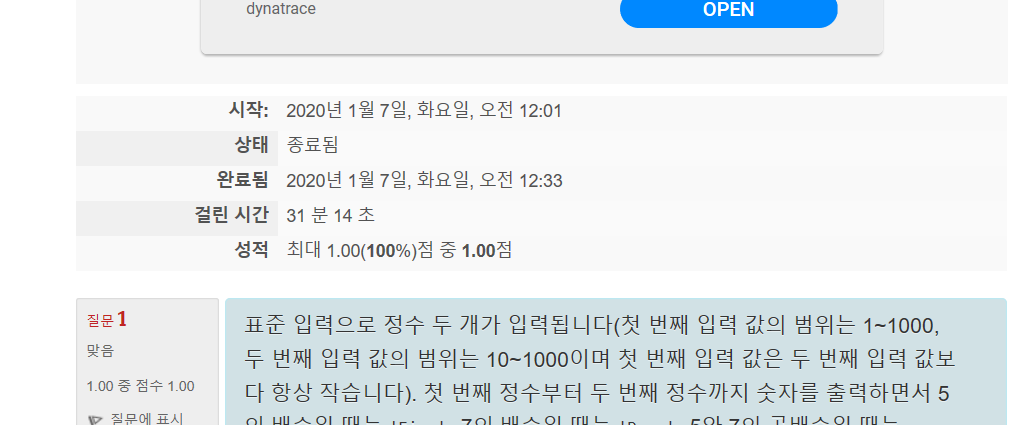 dynatrace
OPEN
시작: 2020년 1월 7일, 화요일, 오전 12:01
상태 종료됨
완료됨 2020년 1월 7일, 화요일, 오전 12:33
걸린 시간 31 분 14 초
성적 최대 1.00(100%)점 중 1.00점
질문 1
맞음
1.00 중 점수 1.00
질문에 표시
표준 입력으로 정수 두 개가 입력됩니다(첫 번째 입력 값의 범위는 1~1000,
두 번째 입력 값의 범위는 10~1000이며 첫 번째 입력 값은 두 번째 입력 값보
다 항상 작습니다). 첫 번째 정수부터 두 번째 정수까지 숫자를 출력하면서 5
의 배수일 때는 7의 배수일 때는 5와 7의 공배수일 때는